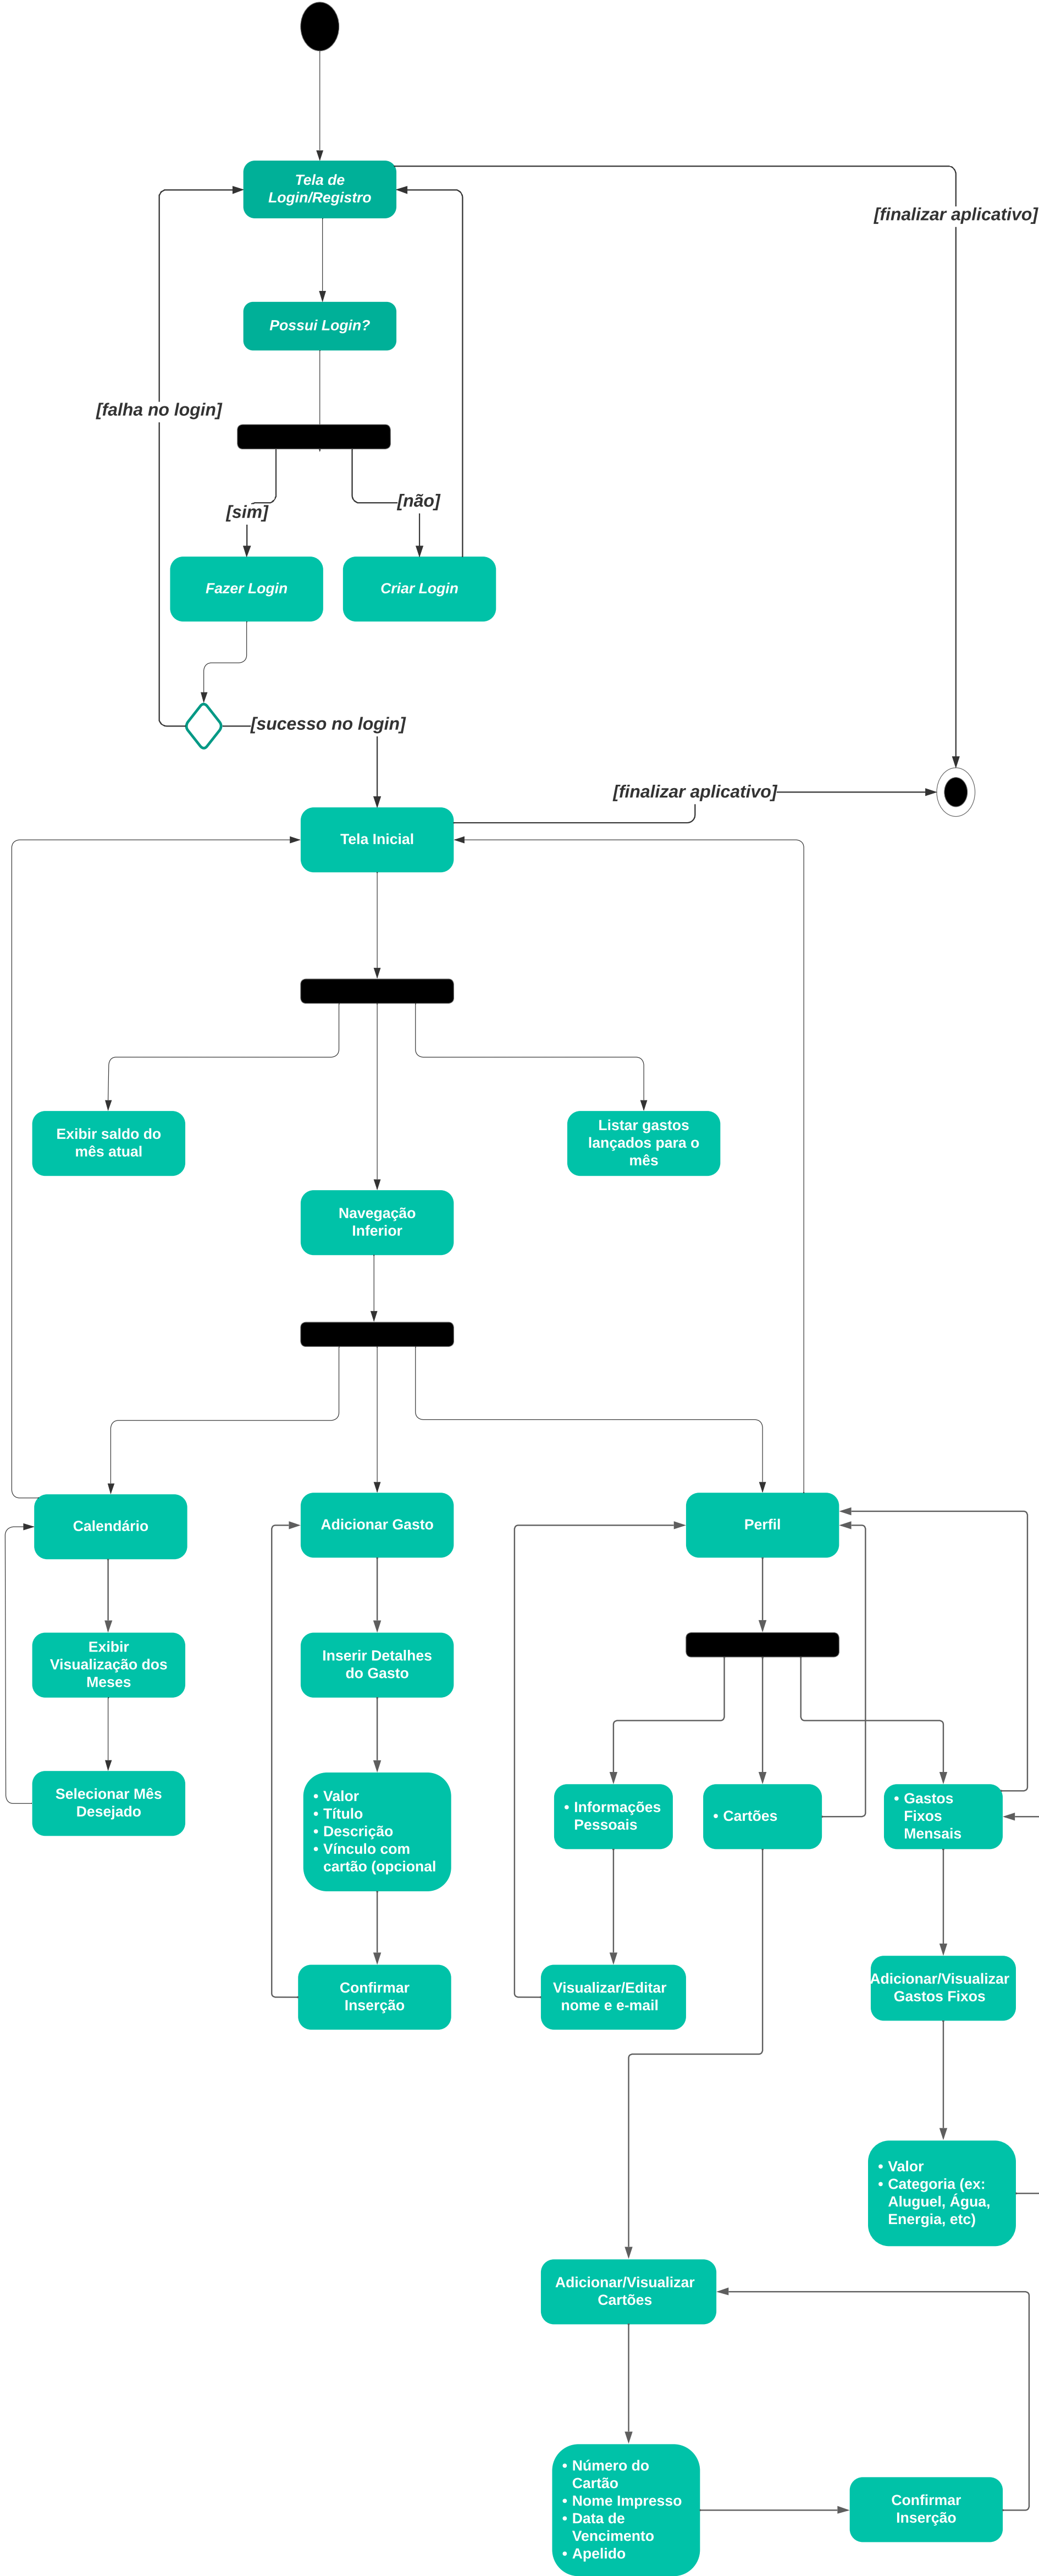 Tela de
Login/Registro
[finalizar aplicativo]
Possui Login?
[falha no login]
[não]
[sim]
Fazer Login
Criar Login
[sucesso no login]
[finalizar aplicativo]
Tela Inicial
Exibir saldo do
mês atual
Listar gastos
lançados para o
mês
Navegação
Inferior
Calendário
Adicionar Gasto
Perfil
Exibir
Visualização dos
Meses
Inserir Detalhes
do Gasto
Selecionar Mês
Desejado
• Valor
• Título
• Descrição
• Vínculo com
cartão (opcional
• Informações
Pessoais
• Cartões
• Gastos
Fixos
Mensais
Confirmar
Inserção
Visualizar/Editar
nome e e-mail
Adicionar/Visualizar
Gastos Fixos
• Valor
• Categoria (ex:
Aluguel, Água,
Energia, etc)
Adicionar/Visualizar
Cartões
• Número do
Cartão
• Nome Impresso
• Data de
Vencimento
• Apelido
Confirmar
Inserção